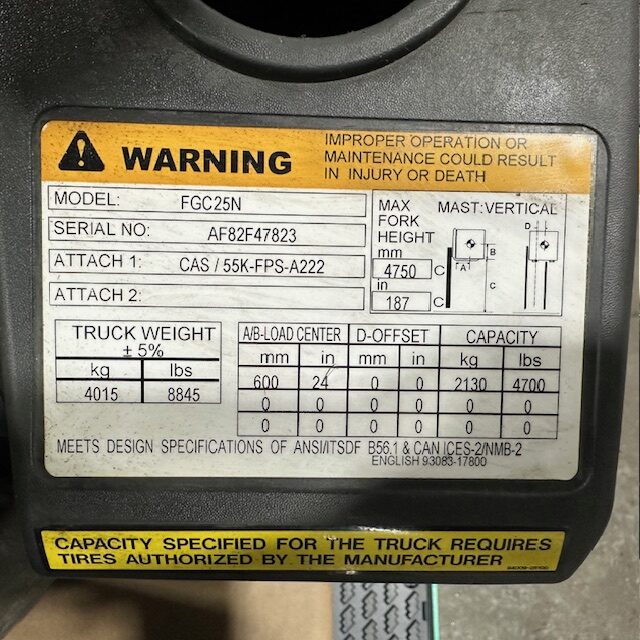 WARNING
IMPROPER OPERATION OR
MAINTENANCE COULD RESULT
IN INJURY OR DEATH
MODEL: FGC25N
SERIAL NO: AF82F47823
ATTACH 1: CAS / 55K-FPS-A222
ATTACH 2:
MAX
FORK
HEIGHT
mm
4750 C
in
187 C
MAST: VERTICAL
D
B
A
C
TRUCK WEIGHT
± 5%
kg lbs
4015 8845
A/B-LOAD CENTER D-OFFSET CAPACITY
mm in mm in kg lbs
600 24 0 0 2130 4700
0 0 0 0 0 0
0 0 0 0 0 0
MEETS DESIGN SPECIFICATIONS OF ANSI/ITSDF B56.1 & CAN ICES-2/NMB-2
ENGLISH 93083-17800
CAPACITY SPECIFIED FOR THE TRUCK REQUIRES
TIRES AUTHORIZED BY THE MANUFACTURER